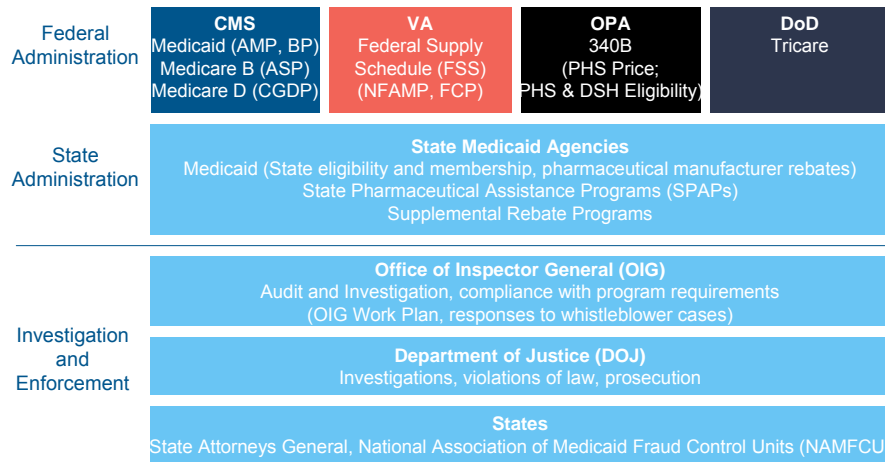 Federal
Administration
CMS
Medicaid (AMP, BP)
Medicare B (ASP)
Medicare D (CGDP)
VA
Federal Supply
Schedule (FSS)
(NFAMP, FCP)
OPA
340B
(PHS Price;
PHS & DSH Eligibility)
DoD
Tricare
State
Administration
State Medicaid Agencies
Medicaid (State eligibility and membership, pharmaceutical manufacturer rebates)
State Pharmaceutical Assistance Programs (SPAPs)
Supplemental Rebate Programs
Investigation
and
Enforcement
Office of Inspector General (OIG)
Audit and Investigation, compliance with program requirements
(OIG Work Plan, responses to whistleblower cases)
Department of Justice (DOJ)
Investigations, violations of law, prosecution
States
State Attorneys General, National Association of Medicaid Fraud Control Units (NAMFCU